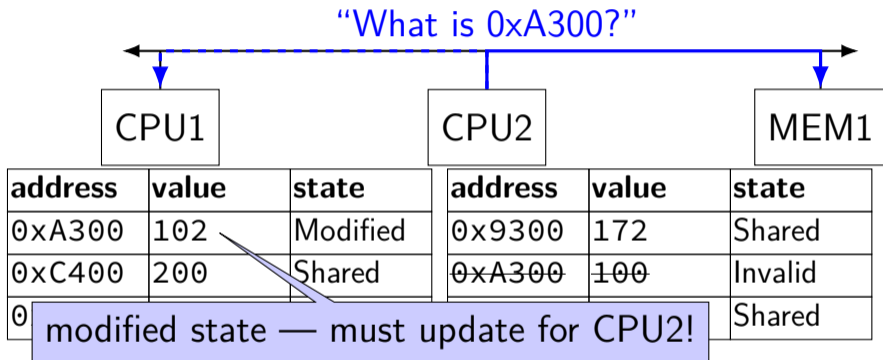 “What is 0xA300?”
CPU1 CPU2 MEM1
address value state address value state
0xA300 102 Modified 0x9300 172 Shared
0xC400 200 Shared 0xA300 100 Invalid
0 Shared
modified state — must update for CPU2!